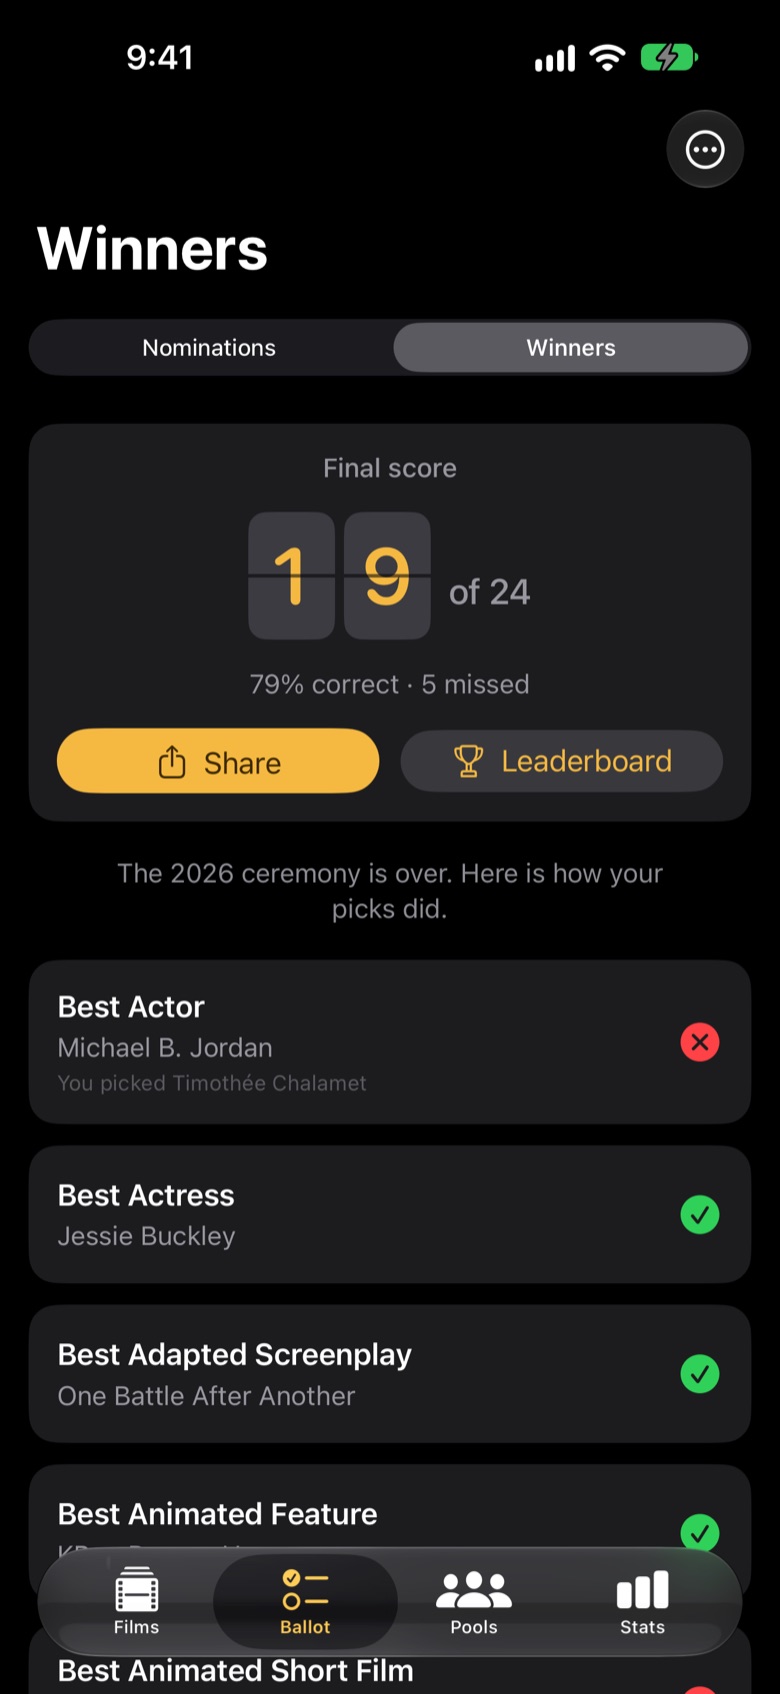 9:41
Winners
Nominations
Winners
Final score
19 of 24
79% correct · 5 missed
Share
Leaderboard
The 2026 ceremony is over. Here is how your
picks did.
Best Actor
Michael B. Jordan
You picked Timothée Chalamet
Best Actress
Jessie Buckley
Best Adapted Screenplay
One Battle After Another
Best Animated Feature
Films
Ballot
Pools
Stats
Best Animated Short Film